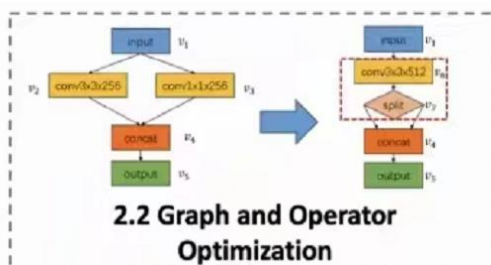 input v₁
v₂ conv3x3x256 conv1x1x256 v₃
concat v₄
output v₅
input v₁
conv3x3x512 v₆
split v₇
concat v₄
output v₅
2.2 Graph and Operator
Optimization